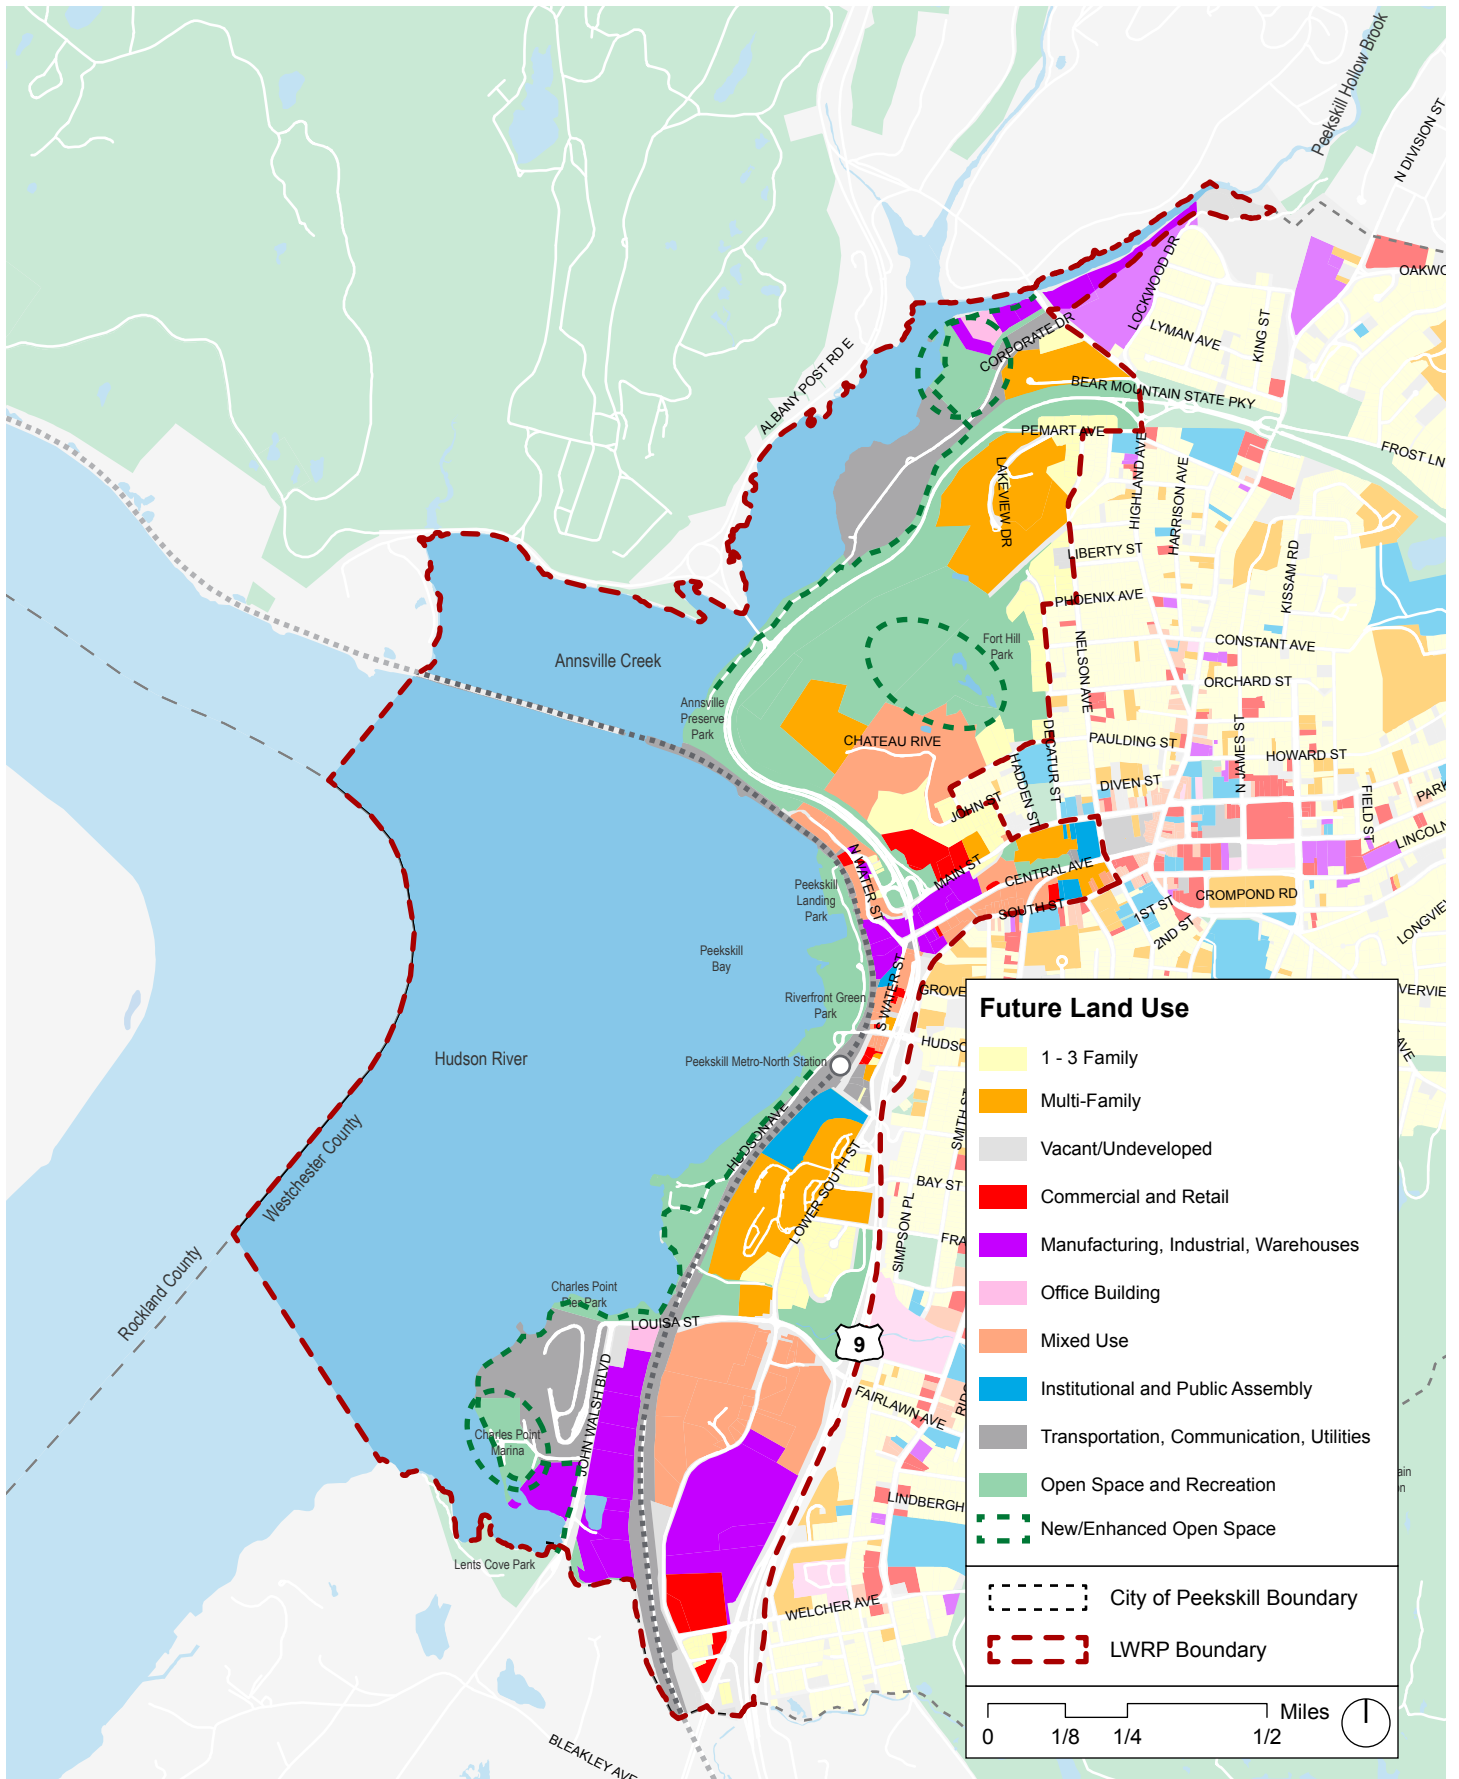 Peekskill Hollow Brook
N DIVISION ST
OAKWO
LOCKWOOD DR
LYMAN AVE
KING ST
CORPORATE DR
ALBANY POST RD E
BEAR MOUNTAIN STATE PKY
PEMART AVE
FROST LN
LAKEVIEW DR
HIGHLAND AVE
HARRISON AVE
LIBERTY ST
KISSAM RD
PHOENIX AVE
NELSON AVE
CONSTANT AVE
Fort Hill
Park
Annsville Creek
ORCHARD ST
Annsville
Preserve
Park
CHATEAU RIVE
DECATUR ST
PAULDING ST
N JAMES ST
HOWARD ST
HADDEN ST
DIVEN ST
PARK
JOHN ST
FIELD ST
LINCOLN
N WATER ST
MAIN ST
CENTRAL AVE
Peekskill
Landing
Park
CROMPOND RD
SOUTH ST
1ST ST
2ND ST
LONGVIEW
Peekskill
Bay
S WATER ST
GROVE
VERVIE
Riverfront Green
Park
HUDSO
AVE
Hudson River
Peekskill Metro-North Station
SMITH S
HUDSON AVE
Westchester County
LOWER SOUTH ST
BAY ST
SIMPSON PL
FRA
Rockland County
Charles Point
Pier Park
LOUISA ST
9
JOHN WALSH BLVD
FAIRLAWN AVE
RIDG
Charles Point
Marina
LINDBERGH
Lents Cove Park
WELCHER AVE
BLEAKLEY AVE
ain
on
Future Land Use
1 - 3 Family
Multi-Family
Vacant/Undeveloped
Commercial and Retail
Manufacturing, Industrial, Warehouses
Office Building
Mixed Use
Institutional and Public Assembly
Transportation, Communication, Utilities
Open Space and Recreation
New/Enhanced Open Space
City of Peekskill Boundary
LWRP Boundary
Miles
0 1/8 1/4 1/2